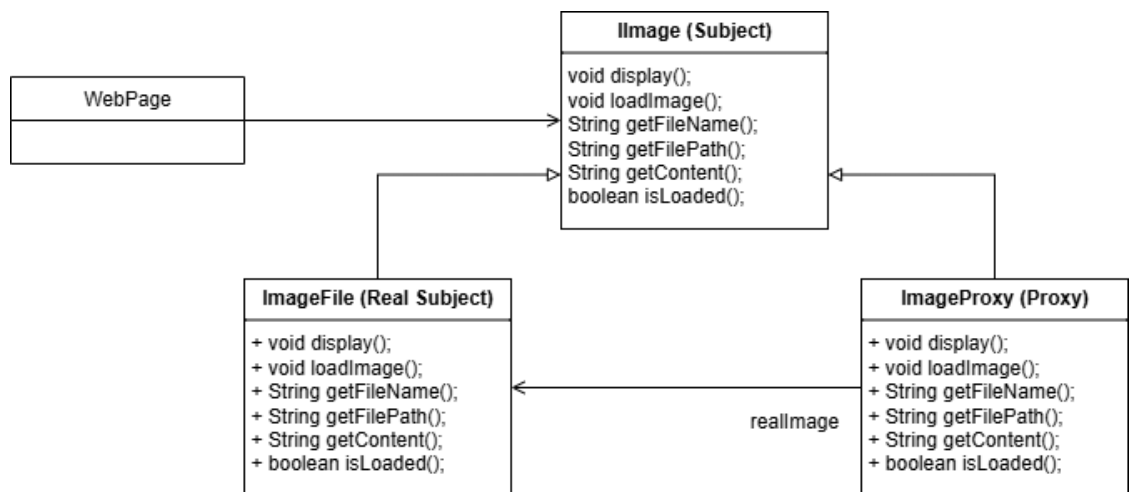 IImage (Subject)
void display();
void loadImage();
String getFileName();
String getFilePath();
String getContent();
boolean isLoaded();
WebPage
ImageFile (Real Subject)
+ void display();
+ void loadImage();
+ String getFileName();
+ String getFilePath();
+ String getContent();
+ boolean isLoaded();
realImage
ImageProxy (Proxy)
+ void display();
+ void loadImage();
+ String getFileName();
+ String getFilePath();
+ String getContent();
+ boolean isLoaded();